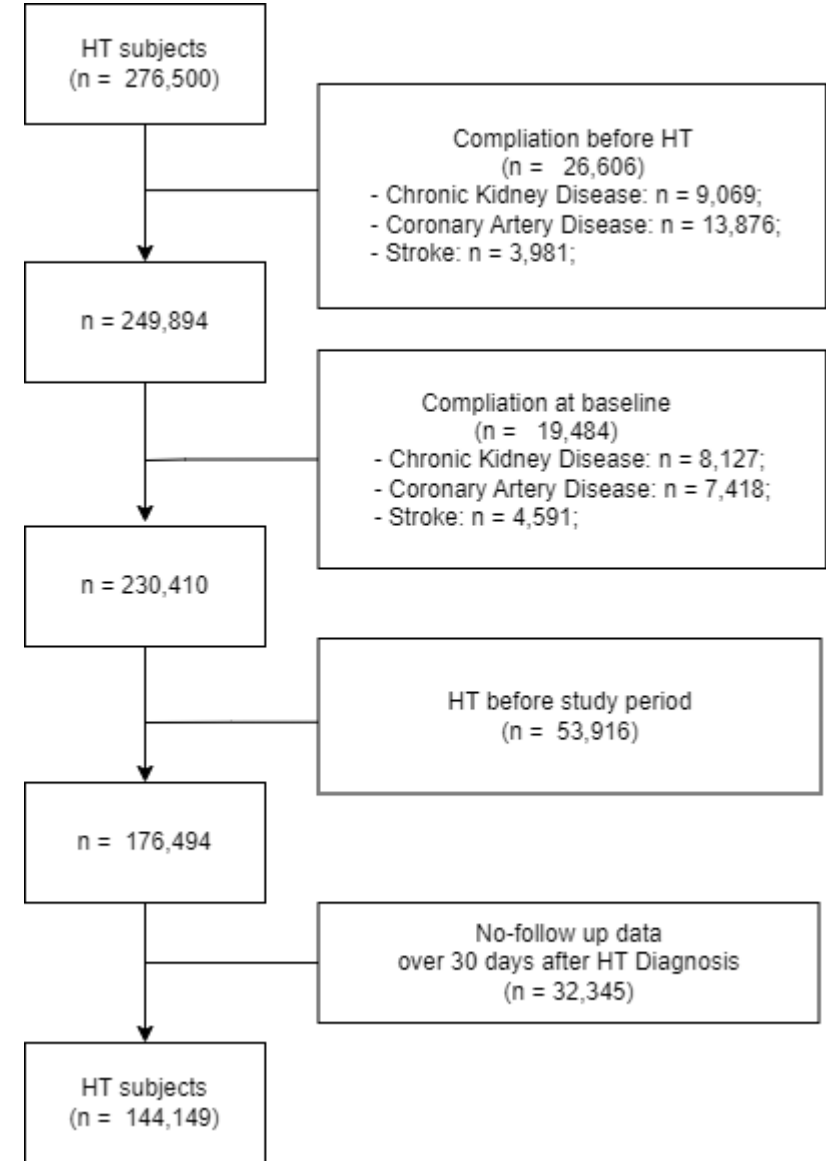 HT subjects
(n = 276,500)
Compliation before HT
(n = 26,606)
- Chronic Kidney Disease: n = 9,069;
- Coronary Artery Disease: n = 13,876;
- Stroke: n = 3,981;
n = 249,894
Compliation at baseline
(n = 19,484)
- Chronic Kidney Disease: n = 8,127;
- Coronary Artery Disease: n = 7,418;
- Stroke: n = 4,591;
n = 230,410
HT before study period
(n = 53,916)
n = 176,494
No-follow up data
over 30 days after HT Diagnosis
(n = 32,345)
HT subjects
(n = 144,149)